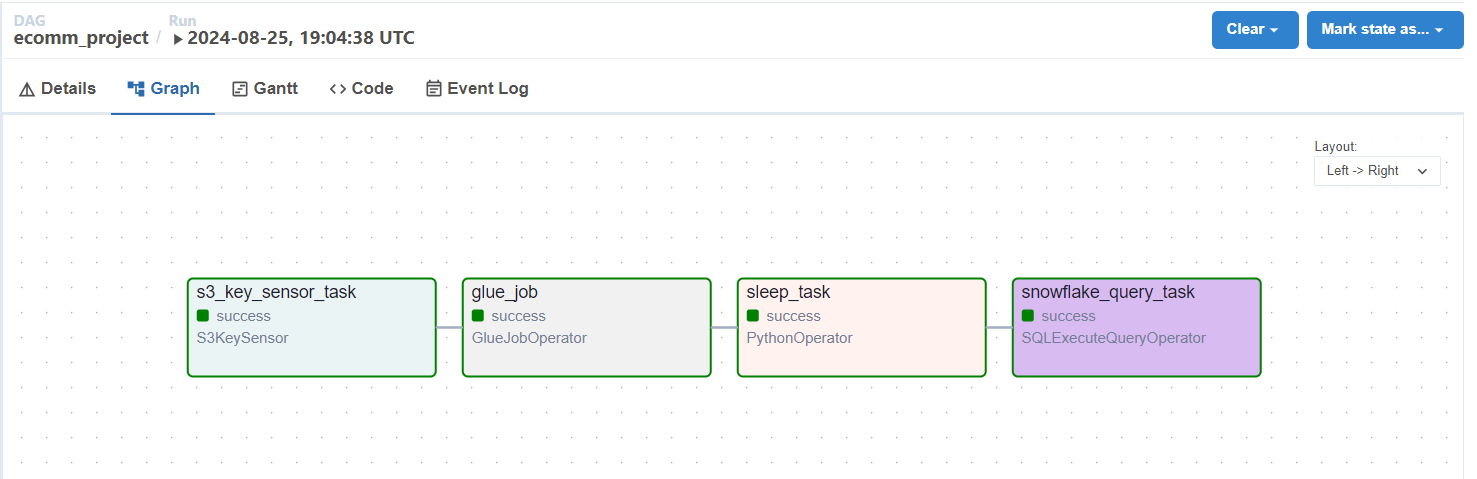 DAG
ecomm_project / Run
2024-08-25, 19:04:38 UTC
Clear
Mark state as...
Details
Graph
Gantt
Code
Event Log
Layout:
Left -> Right
s3_key_sensor_task
success
S3KeySensor
glue_job
success
GlueJobOperator
sleep_task
success
PythonOperator
snowflake_query_task
success
SQLExecuteQueryOperator